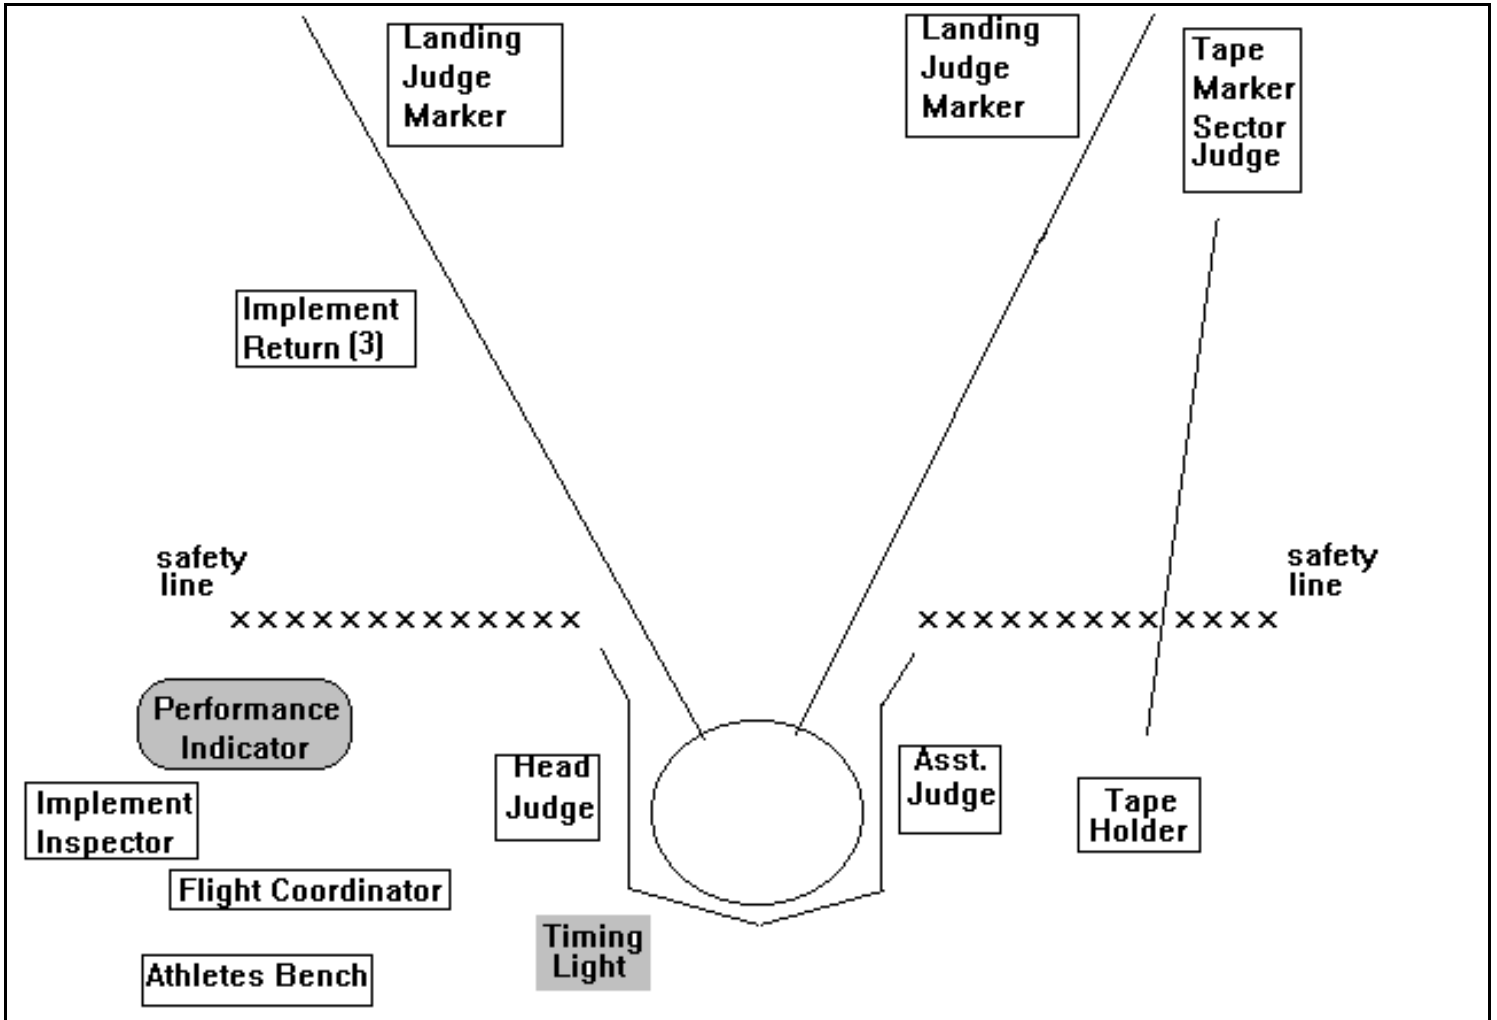 Landing
Judge
Marker
Landing
Judge
Marker
Tape
Marker
Sector
Judge
Implement
Return (3)
safety
line
safety
line
×××××××××××××
×××××××××
××××
Performance
Indicator
Head
Judge
Asst.
Judge
Tape
Holder
Implement
Inspector
Flight Coordinator
Timing
Light
Athletes Bench